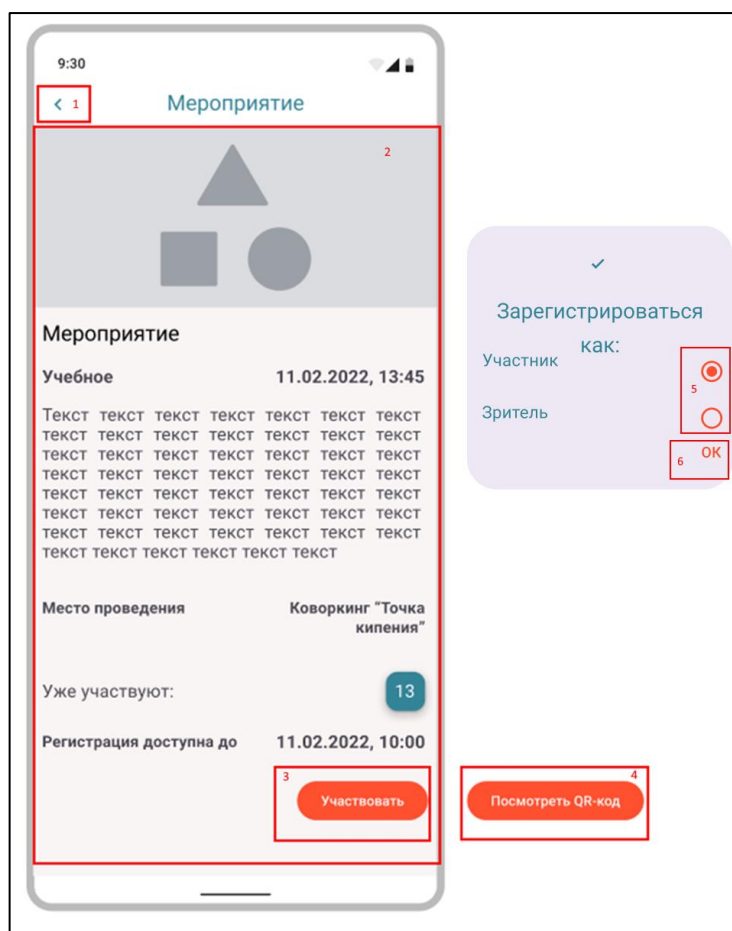 9:30
1
Мероприятие
2
Мероприятие
Учебное 11.02.2022, 13:45
Текст текст текст текст текст текст текст
текст текст текст текст текст текст текст
текст текст текст текст текст текст текст
текст текст текст текст текст текст текст
текст текст текст текст текст текст текст
текст текст текст текст текст текст текст
текст текст текст текст текст текст текст
текст текст текст текст текст текст
Место проведения Коворкинг "Точка
кипения"
Уже участвуют: 13
Регистрация доступна до 11.02.2022, 10:00
3
Участвовать
4
Посмотреть QR-код
Зарегистрироваться
как:
Участник
5
Зритель
6
ОК